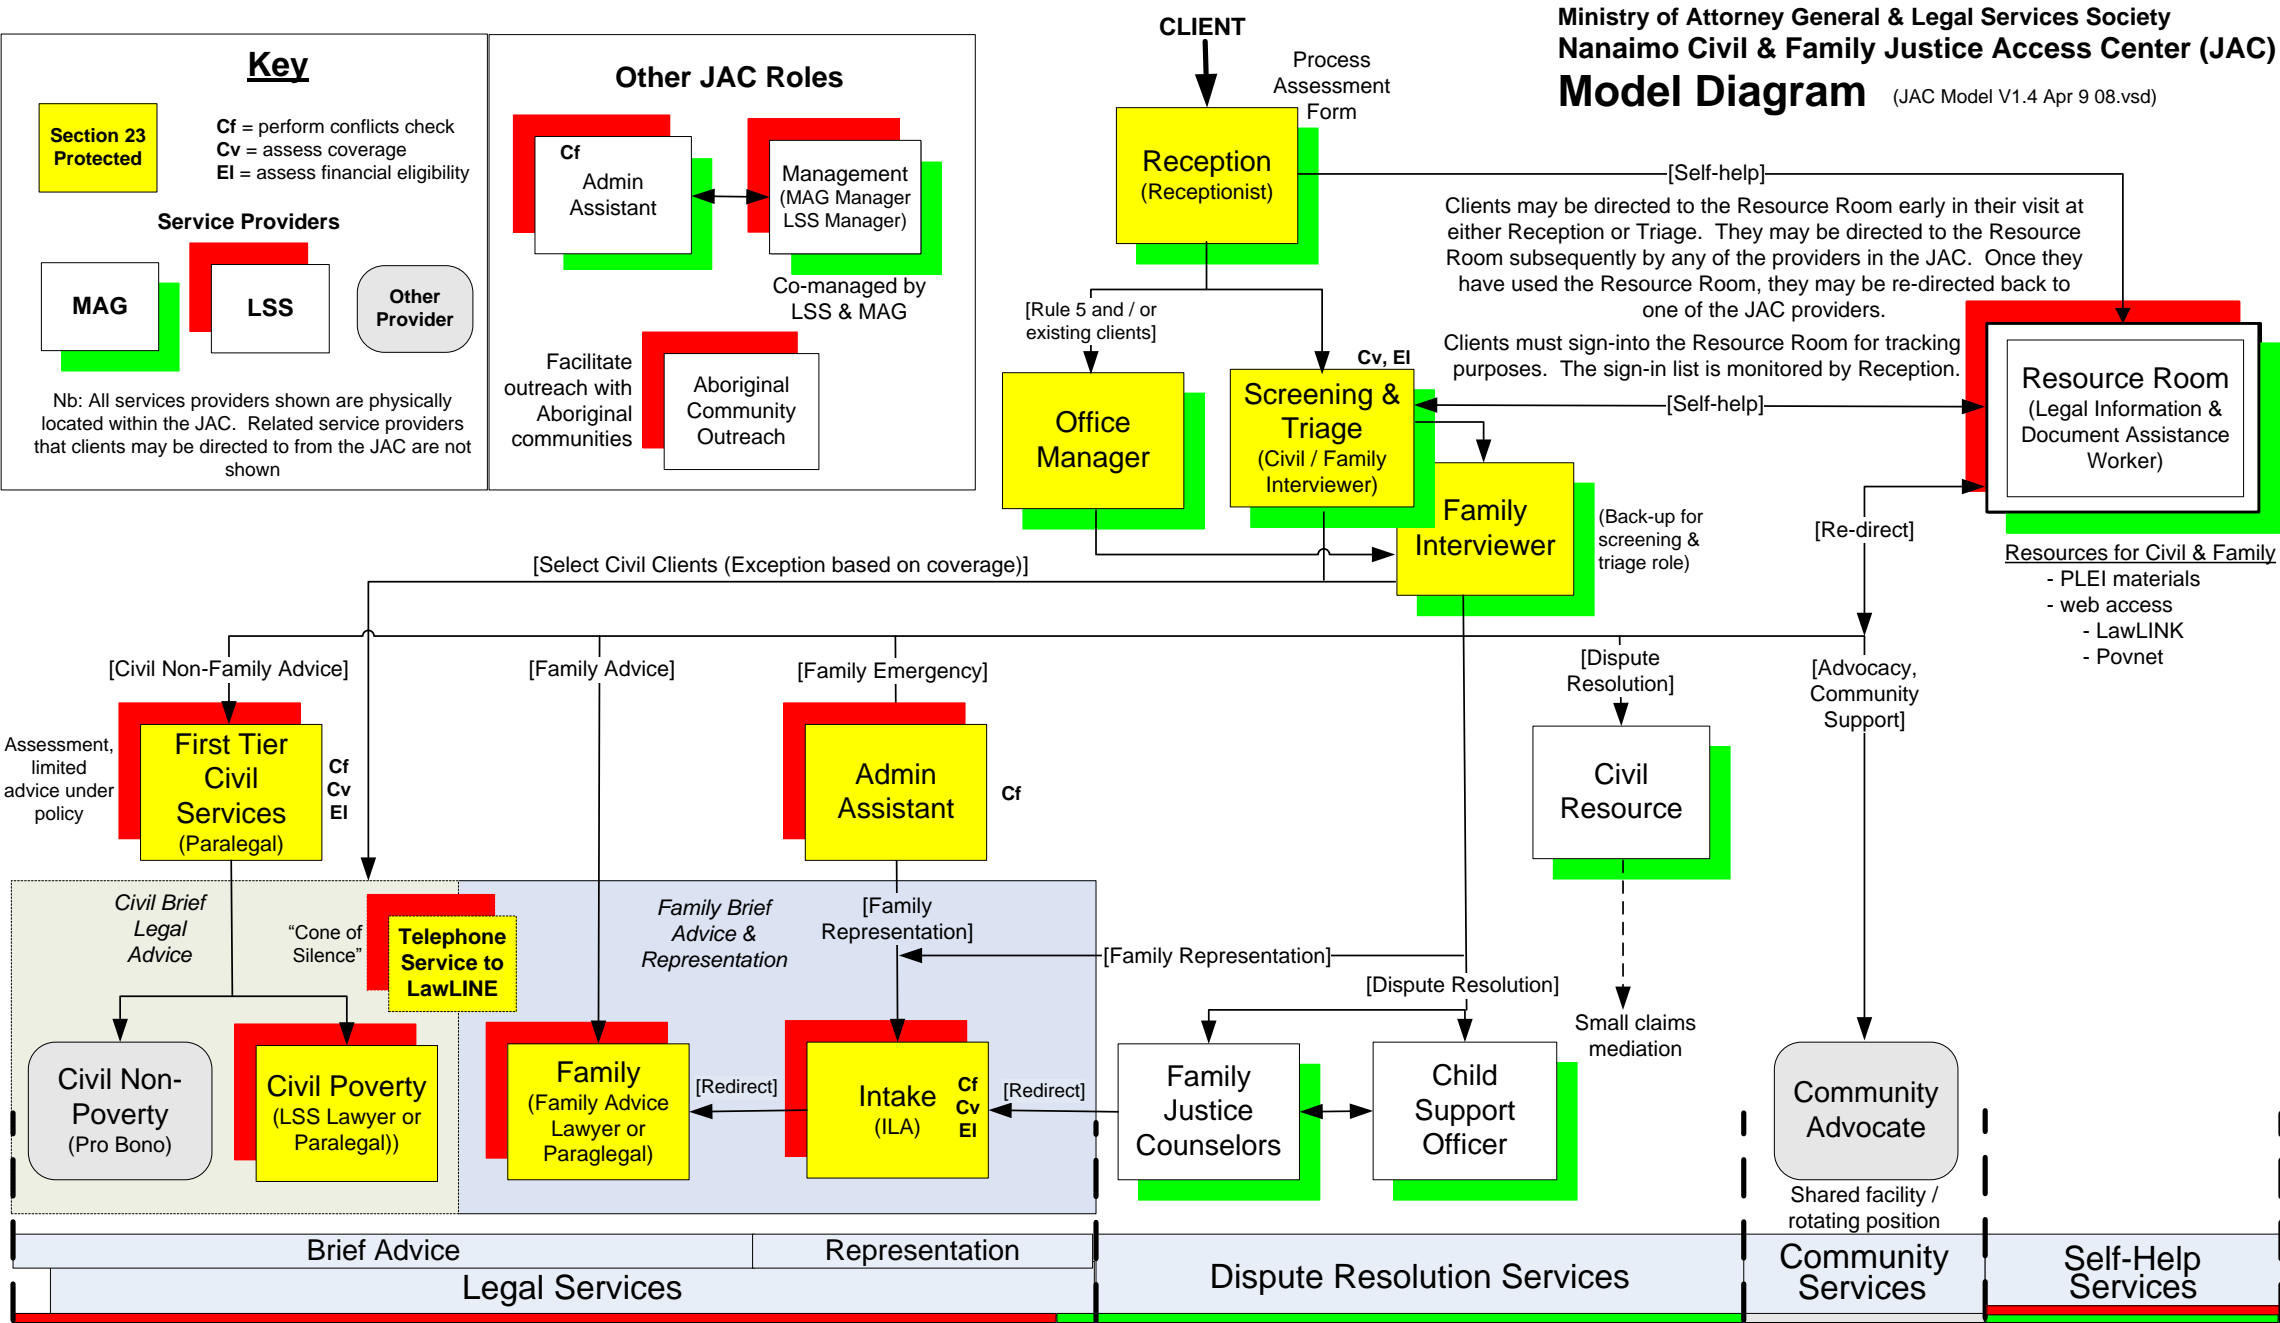 Ministry of Attorney General & Legal Services Society
Nanaimo Civil & Family Justice Access Center (JAC)
Model Diagram (JAC Model V1.4 Apr 9 08.vsd)
Key
Section 23
Protected
Cf = perform conflicts check
Cv = assess coverage
El = assess financial eligibility
Service Providers
MAG
LSS
Other
Provider
Nb: All services providers shown are physically
located within the JAC. Related service providers
that clients may be directed to from the JAC are not
shown
Other JAC Roles
Cf
Admin
Assistant
Management
(MAG Manager
LSS Manager)
Co-managed by
LSS & MAG
Facilitate
outreach with
Aboriginal
communities
Aboriginal
Community
Outreach
CLIENT
Process
Assessment
Form
Reception
(Receptionist)
[Self-help]
Clients may be directed to the Resource Room early in their visit at
either Reception or Triage. They may be directed to the Resource
Room subsequently by any of the providers in the JAC. Once they
have used the Resource Room, they may be re-directed back to
one of the JAC providers.
Clients must sign-into the Resource Room for tracking
purposes. The sign-in list is monitored by Reception.
[Rule 5 and / or
existing clients]
Cv, El
Office
Manager
Screening &
Triage
(Civil / Family
Interviewer)
[Self-help]
Resource Room
(Legal Information &
Document Assistance
Worker)
Family
Interviewer
(Back-up for
screening &
triage role)
[Re-direct]
Resources for Civil & Family
- PLEI materials
- web access
- LawLINK
- Povnet
[Select Civil Clients (Exception based on coverage)]
[Civil Non-Family Advice]
[Family Advice]
[Family Emergency]
[Dispute
Resolution]
[Advocacy,
Community
Support]
Assessment,
limited
advice under
policy
First Tier
Civil
Services
(Paralegal)
Cf
Cv
El
Admin
Assistant
Cf
Civil
Resource
Civil Brief
Legal
Advice
"Cone of
Silence"
Telephone
Service to
LawLINE
Family Brief
Advice &
Representation
[Family
Representation]
[Family Representation]
[Dispute Resolution]
Small claims
mediation
Civil Non-
Poverty
(Pro Bono)
Civil Poverty
(LSS Lawyer or
Paralegal))
Family
(Family Advice
Lawyer or
Paraglegal)
[Redirect]
Intake
(ILA)
Cf
Cv
El
[Redirect]
Family
Justice
Counselors
Child
Support
Officer
Community
Advocate
Shared facility /
rotating position
Brief Advice
Representation
Legal Services
Dispute Resolution Services
Community
Services
Self-Help
Services